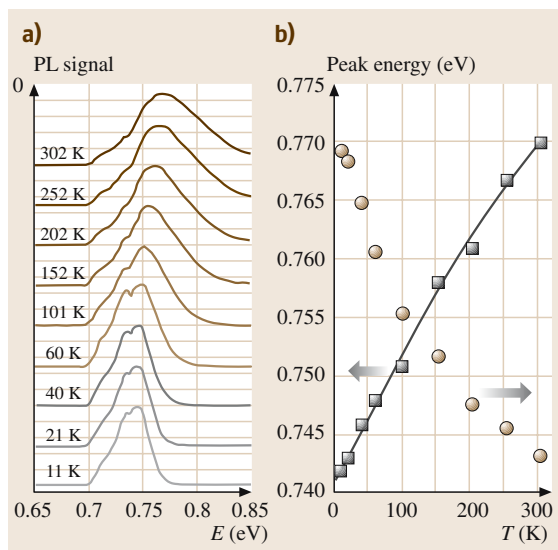 a)
PL signal
0
302 K
252 K
202 K
152 K
101 K
60 K
40 K
21 K
11 K
0.65 0.7 0.75 0.8 0.85
E (eV)
b)
Peak energy (eV)
0.775
0.770
0.765
0.760
0.755
0.750
0.745
0.740
0 100 200 300
T (K)